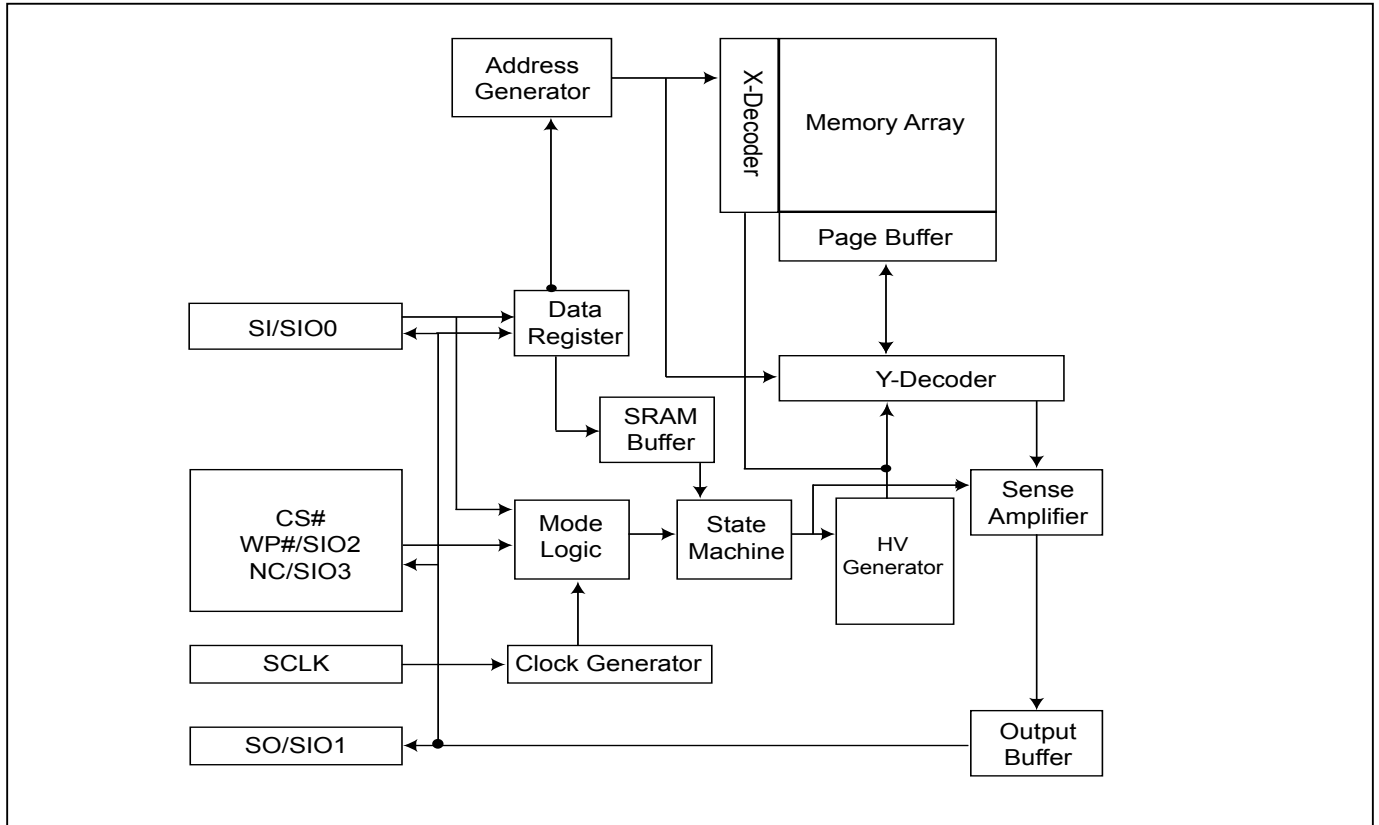 Address
Generator
X-Decoder
Memory Array
Page Buffer
SI/SIO0
Data
Register
Y-Decoder
SRAM
Buffer
CS#
WP#/SIO2
NC/SIO3
Mode
Logic
State
Machine
HV
Generator
Sense
Amplifier
SCLK
Clock Generator
SO/SIO1
Output
Buffer